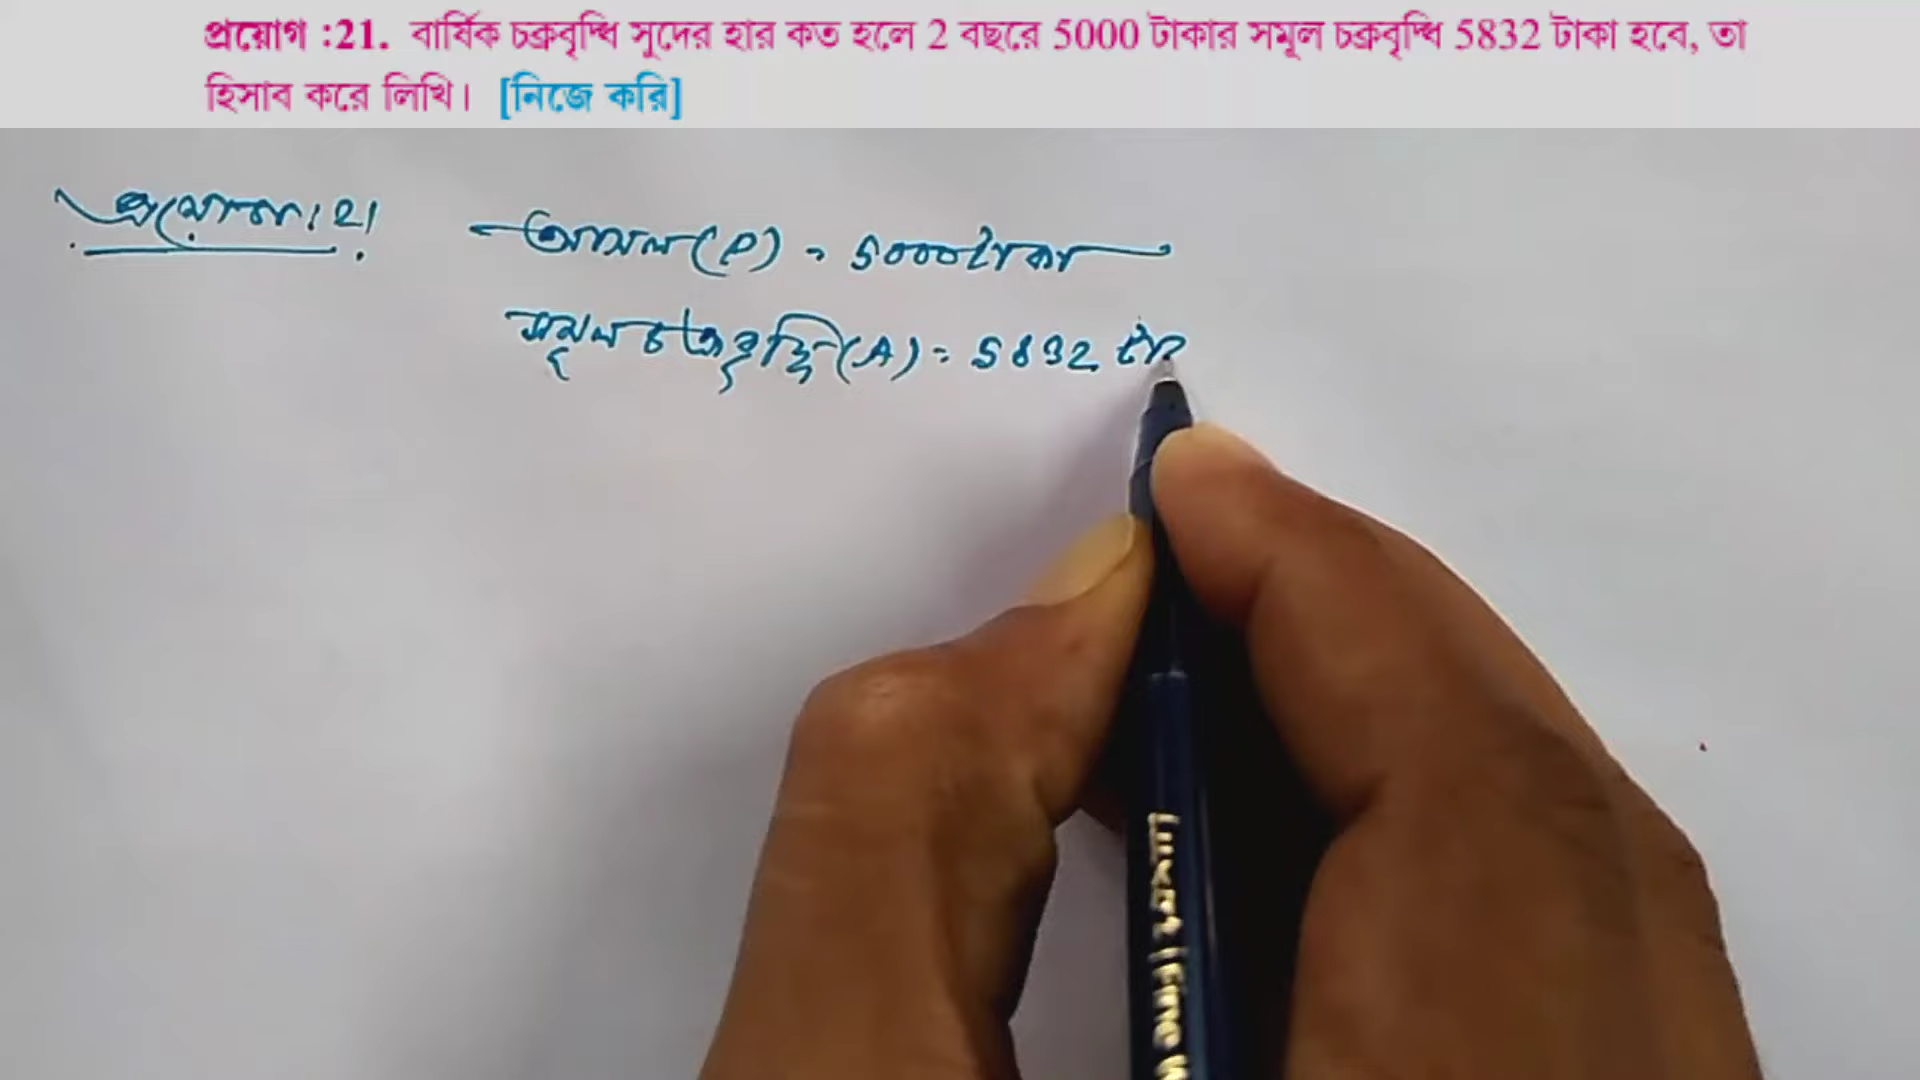 প্রয়োগ :21. বার্ষিক চক্রবৃদ্ধি সুদের হার কত হলে 2 বছরে 5000 টাকার সমূল চক্রবৃদ্ধি 5832 টাকা হবে, তা
হিসাব করে লিখি। [নিজে করি]
প্রয়োগ:21
আসল (P) = 5000 টাকা
সমূল চক্রবৃদ্ধি (A) = 5832 টা